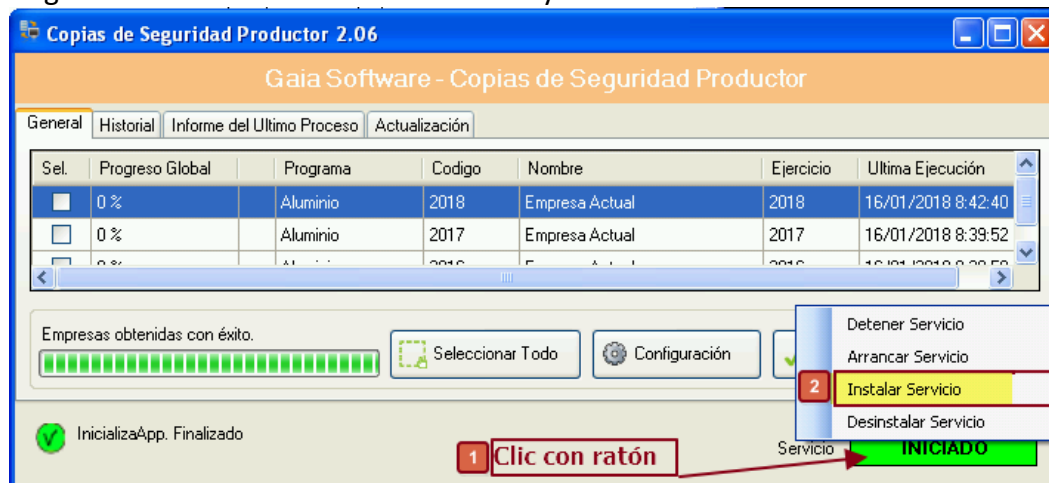 Copias de Seguridad Productor 2.06
Gaia Software - Copias de Seguridad Productor
General Historial Informe del Ultimo Proceso Actualización
Sel. Progreso Global Programa Codigo Nombre Ejercicio Ultima Ejecución
0 % Aluminio 2018 Empresa Actual 2018 16/01/2018 8:42:40
0 % Aluminio 2017 Empresa Actual 2017 16/01/2018 8:39:52
Empresas obtenidas con éxito.
Seleccionar Todo Configuración
Detener Servicio
Arrancar Servicio
2 Instalar Servicio
Desinstalar Servicio
InicializaApp. Finalizado
1 Clic con ratón
Servicio INICIADO